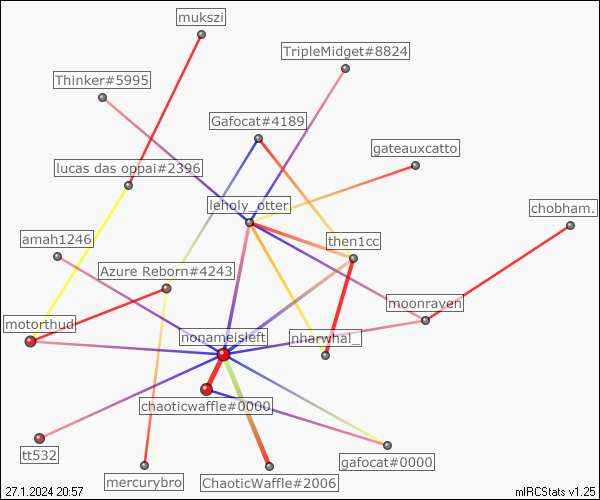 mukszi
TripleMidget#8824
Thinker#5995
Gafocat#4189
gateauxcatto
lucas das oppai#2396
leholy_otter
chobham.
amah1246
then1cc
Azure Reborn#4243
moonraven
motorthud
nonameisleft
nharwhal_
chaoticwaffle#0000
tt532
gafocat#0000
mercurybro
ChaoticWaffle#2006
27.1.2024 20:57
mIRCStats v1.25